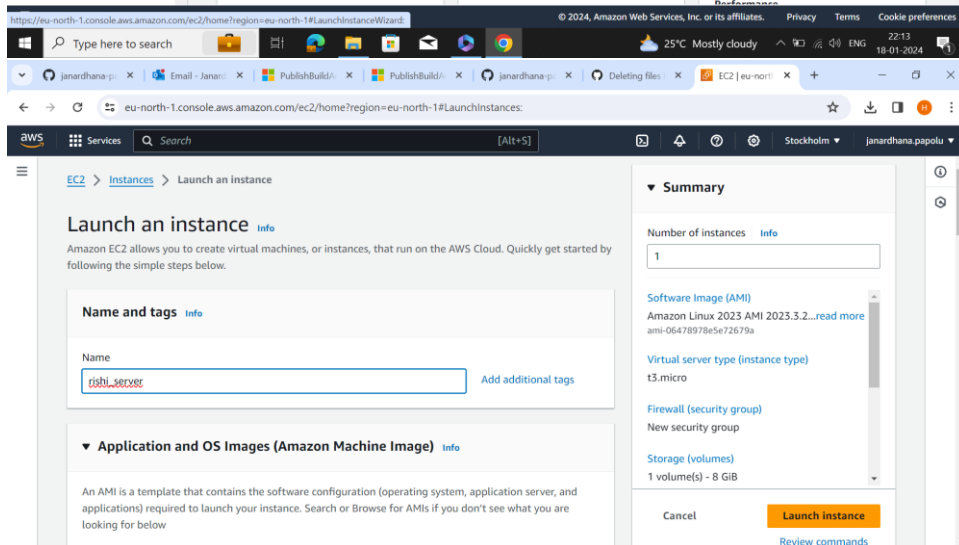 Performance
https://eu-north-1.console.aws.amazon.com/ec2/home?region=eu-north-1#LaunchInstanceWizard:
© 2024, Amazon Web Services, Inc. or its affiliates. Privacy Terms Cookie preferences
Type here to search
25°C Mostly cloudy ENG 22:13
18-01-2024
1
janardhana-p Email - Janard PublishBuildA PublishBuildA janardhana-p Deleting files EC2 | eu-nort
eu-north-1.console.aws.amazon.com/ec2/home?region=eu-north-1#LaunchInstances:
H
aws Services Search [Alt+S] Stockholm janardhana.papolu
EC2 > Instances > Launch an instance
Launch an instance Info
Amazon EC2 allows you to create virtual machines, or instances, that run on the AWS Cloud. Quickly get started by
following the simple steps below.
Name and tags Info
Name
rishi_server
Add additional tags
Application and OS Images (Amazon Machine Image) Info
An AMI is a template that contains the software configuration (operating system, application server, and
applications) required to launch your instance. Search or Browse for AMIs if you don't see what you are
looking for below
Summary
Number of instances Info
1
Software Image (AMI)
Amazon Linux 2023 AMI 2023.3.2...read more
ami-06478978e5e72679a
Virtual server type (instance type)
t3.micro
Firewall (security group)
New security group
Storage (volumes)
1 volume(s) - 8 GiB
Cancel
Launch instance
Review commands